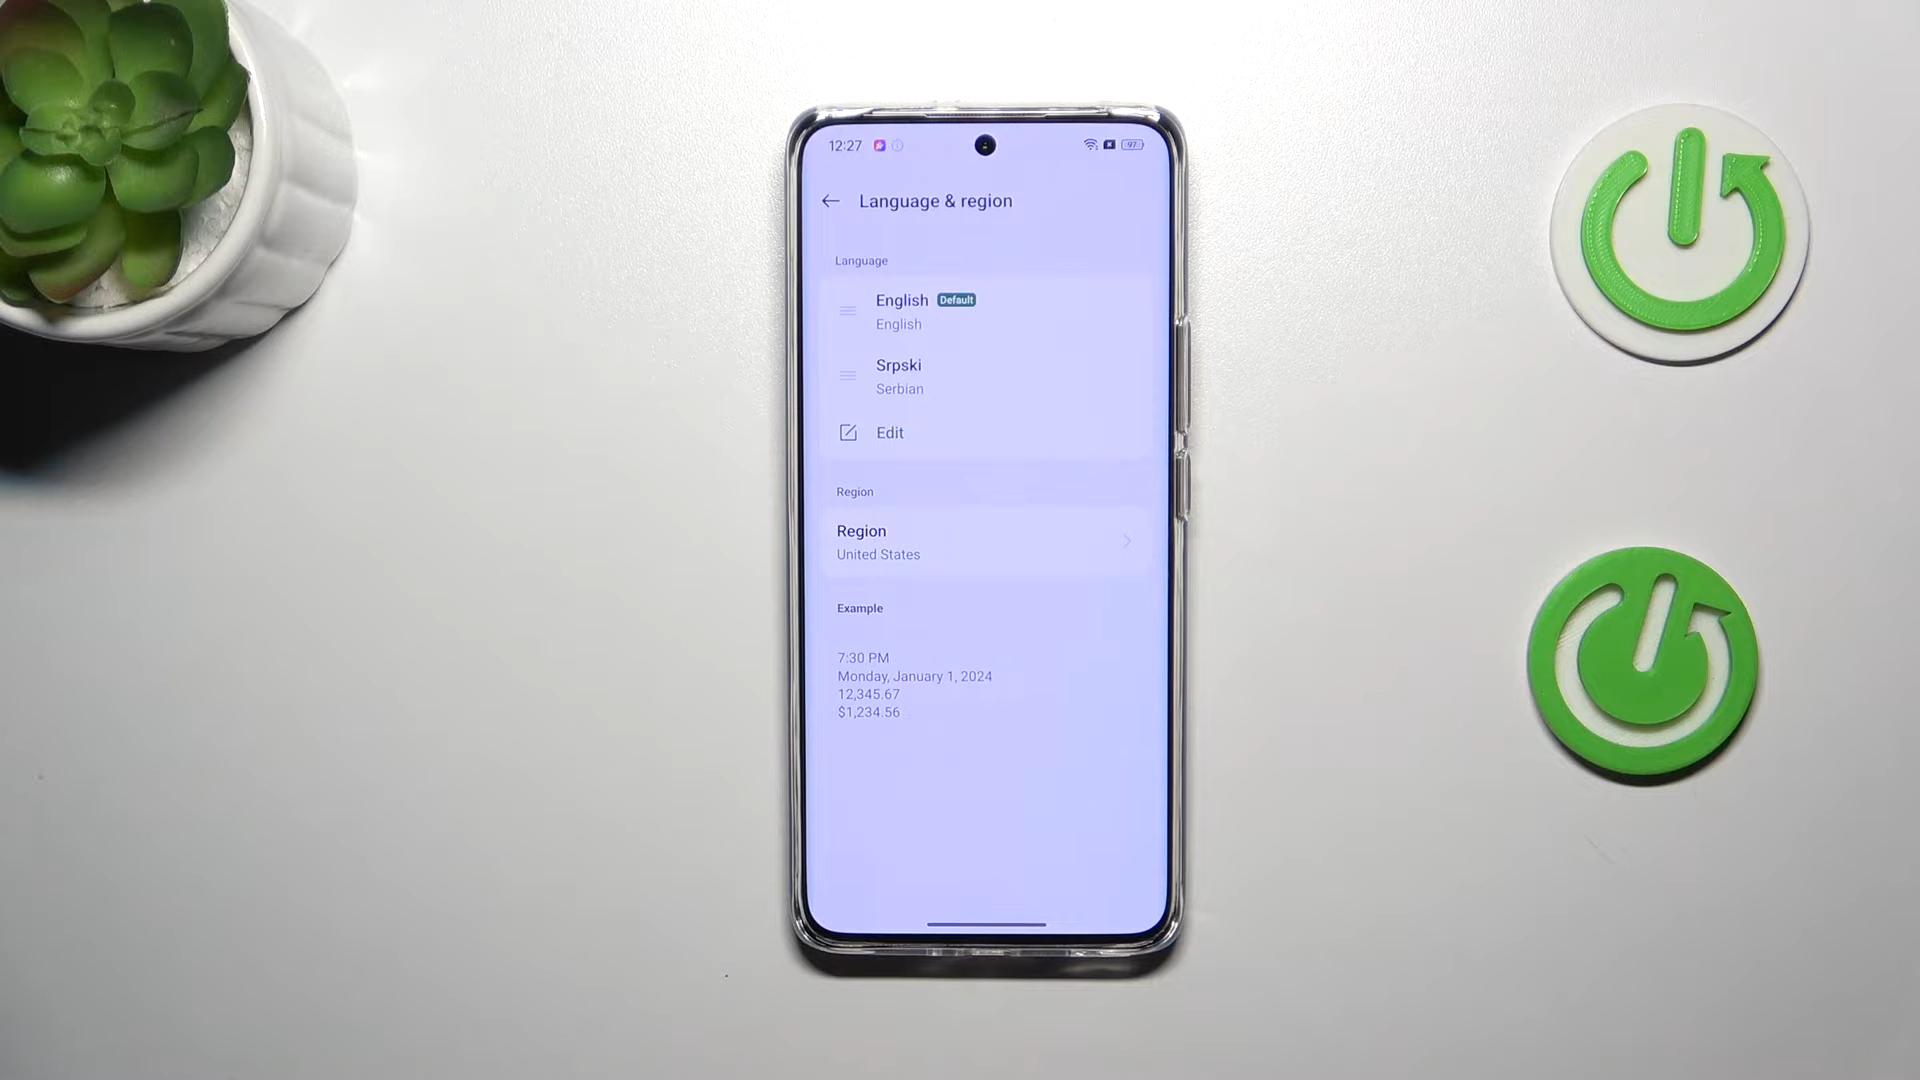 12:27
97
Language & region
Language
English Default
English
Srpski
Serbian
Edit
Region
Region
United States
Example
7:30 PM
Monday, January 1, 2024
12,345.67
$1,234.56